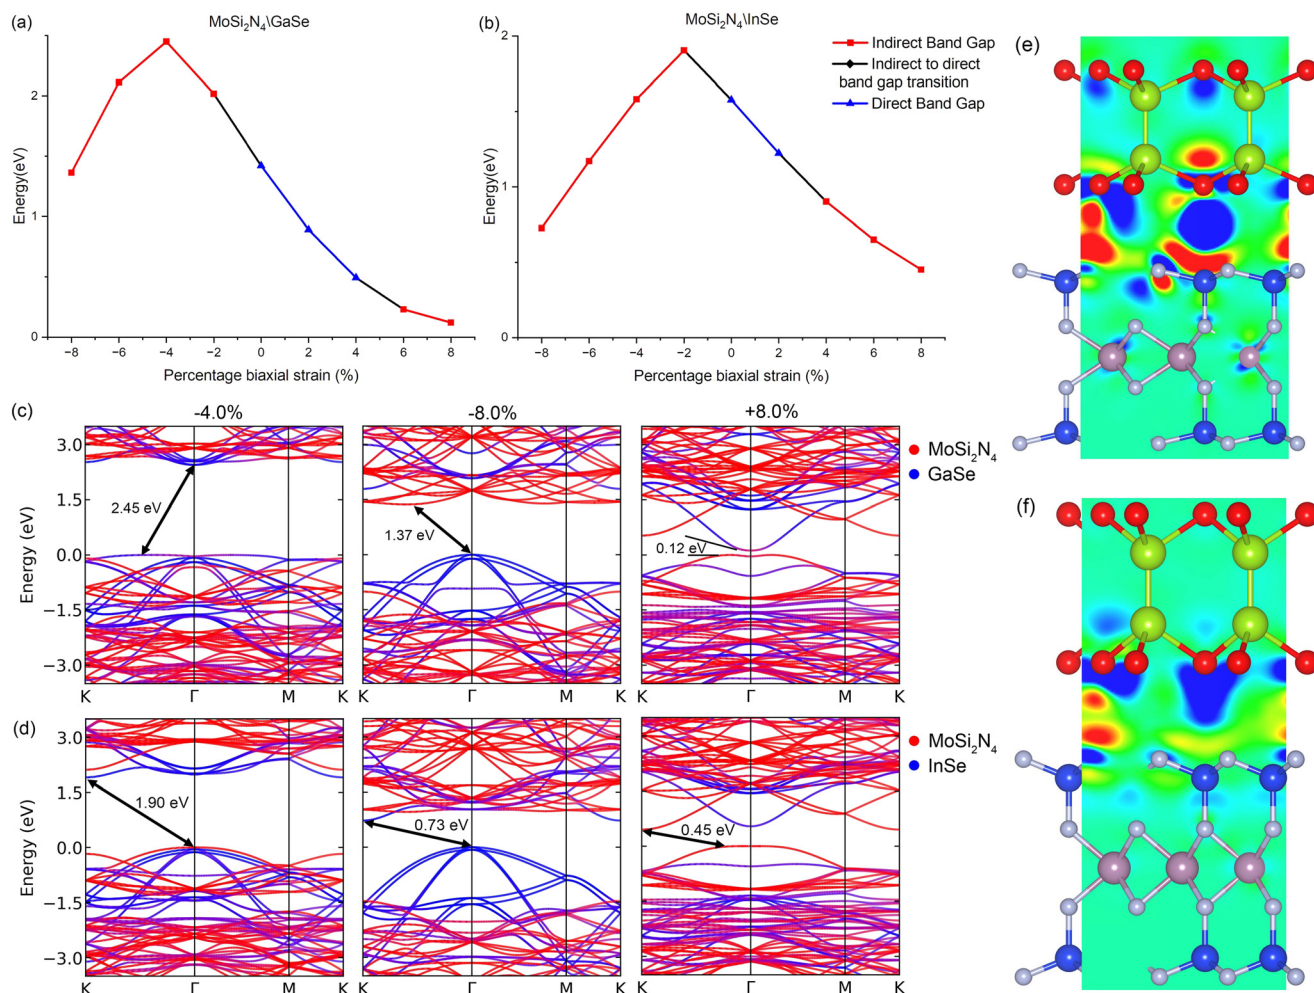 (a)
MoSi₂N₄\GaSe
Energy(eV)
2
1
0
−8 −6 −4 −2 0 2 4 6 8
Percentage biaxial strain (%)
(b)
MoSi₂N₄\InSe
Indirect Band Gap
Indirect to direct
band gap transition
Direct Band Gap
Energy(eV)
2
1
0
−8 −6 −4 −2 0 2 4 6 8
Percentage biaxial strain (%)
(e)
(c)
-4.0%
-8.0%
+8.0%
Energy (eV)
3.0
1.5
0.0
−1.5
−3.0
2.45 eV
1.37 eV
0.12 eV
K Γ M K
K Γ M K
K Γ M K
MoSi₂N₄
GaSe
(f)
(d)
Energy (eV)
3.0
1.5
0.0
−1.5
−3.0
1.90 eV
0.73 eV
0.45 eV
K Γ M K
K Γ M K
K Γ M K
MoSi₂N₄
InSe